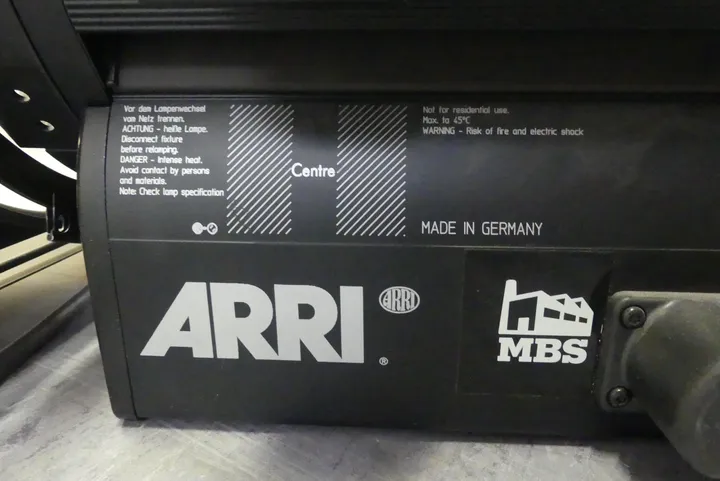 Vor dem Lampenwechsel
vom Netz trennen.
ACHTUNG - heiße Lampe.
Disconnect fixture
before relamping.
DANGER - Intense heat.
Avoid contact by persons
and materials.
Note: Check lamp specification
Centre
Not for residential use.
Max. to 45°C
WARNING - Risk of fire and electric shock
MADE IN GERMANY
ARRI
®
ARRI
MBS